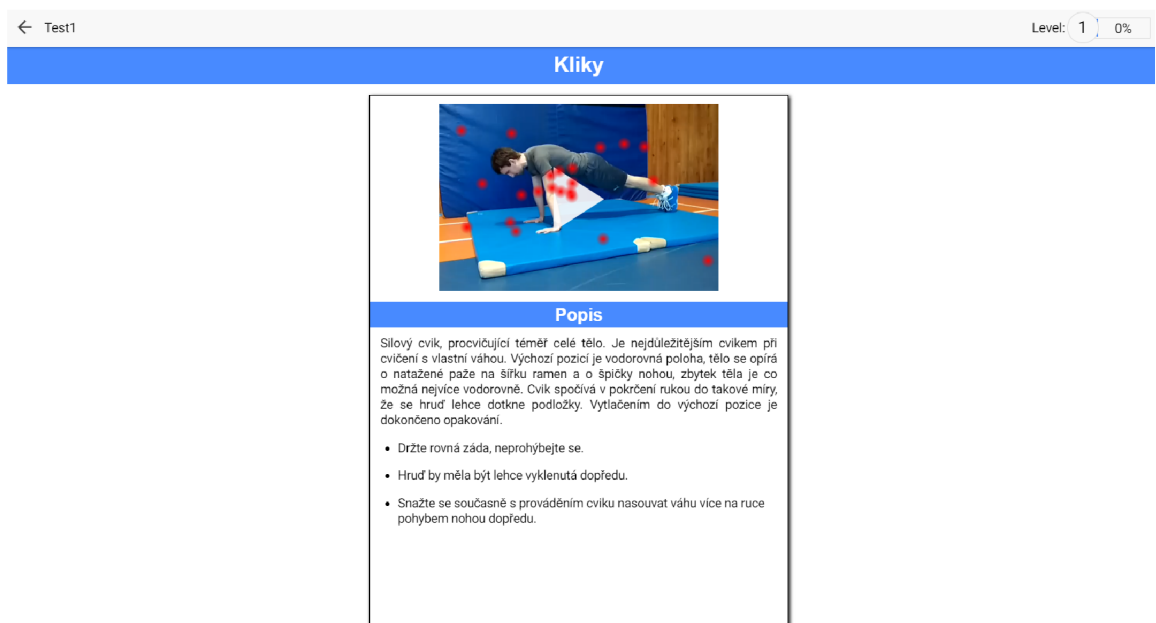 Test1
Level: 1 0%
Kliky
Popis
Silový cvik, procvičující téměř celé tělo. Je nejdůležitějším cvikem při
cvičení s vlastní váhou. Výchozí pozicí je vodorovná poloha, tělo se opírá
o natažené paže na šířku ramen a o špičky nohou, zbytek těla je co
možná nejvíce vodorovně. Cvik spočívá v pokrčení rukou do takové míry,
že se hruď lehce dotkne podložky. Vytlačením do výchozí pozice je
dokončeno opakování.
• Držte rovná záda, neprohýbejte se.
• Hruď by měla být lehce vyklenutá dopředu.
• Snažte se současně s prováděním cviku nasouvat váhu více na ruce
pohybem nohou dopředu.